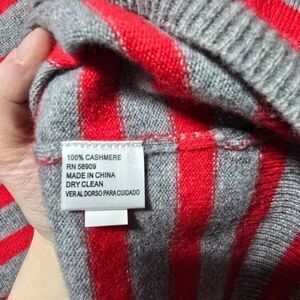 100% CASHMERE
RN 58909
MADE IN CHINA
DRY CLEAN
VER AL DORSO PARA CUIDADO